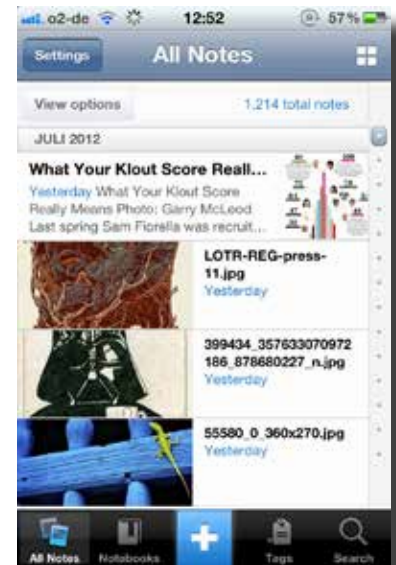 o2-de 12:52 57%
Settings
All Notes
View options
1.214 total notes
JULI 2012
What Your Klout Score Reall...
Yesterday What Your Klout Score
Really Means Photo: Garry McLeod
Last spring Sam Fiorella was recruit...
LOTR-REG-press-
11.jpg
Yesterday
399434_357633070972
186_878680227_n.jpg
Yesterday
55580_0_360x270.jpg
Yesterday
All Notes
Notebooks
Tags
Search